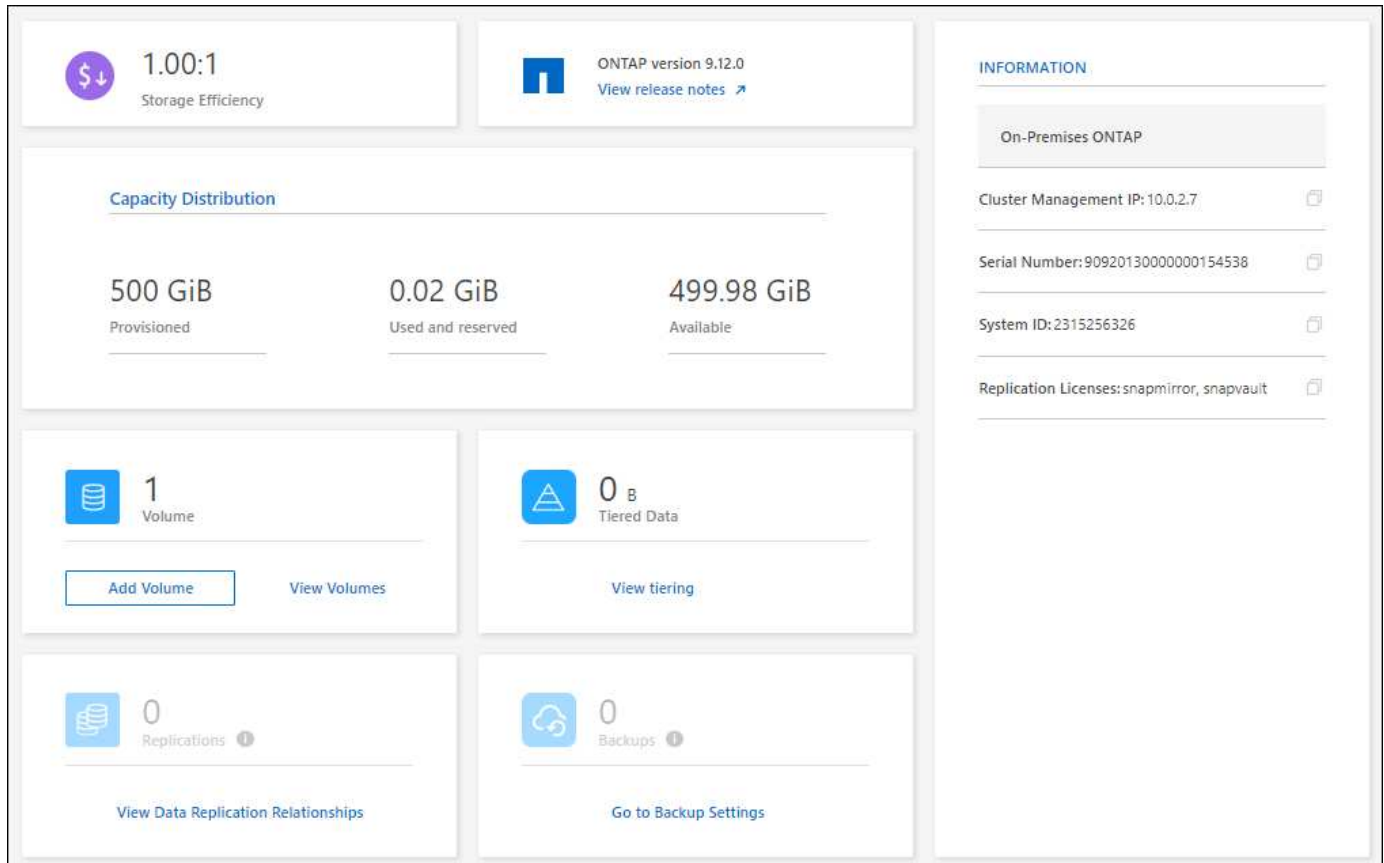 1.00:1
Storage Efficiency
ONTAP version 9.12.0
View release notes
Capacity Distribution
500 GiB
Provisioned
0.02 GiB
Used and reserved
499.98 GiB
Available
1
Volume
Add Volume
View Volumes
0 B
Tiered Data
View tiering
0
Replications
View Data Replication Relationships
0
Backups
Go to Backup Settings
INFORMATION
On-Premises ONTAP
Cluster Management IP: 10.0.2.7
Serial Number: 90920130000000154538
System ID: 2315256326
Replication Licenses: snapmirror, snapvault